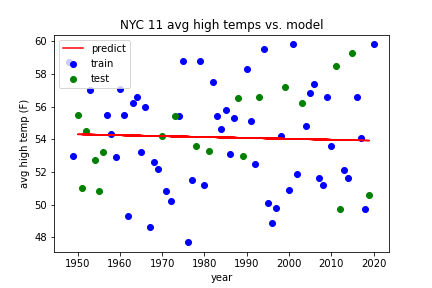 NYC 11 avg high temps vs. model
predict
train
test
60
58
56
54
52
50
48
avg high temp (F)
1950 1960 1970 1980 1990 2000 2010 2020
year